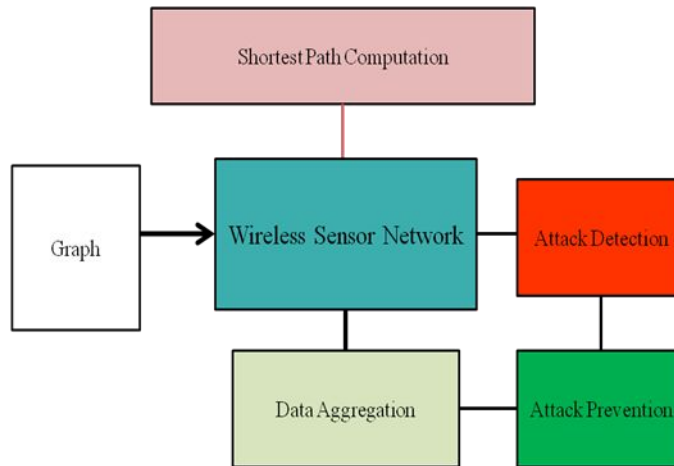 Shortest Path Computation
Graph
Wireless Sensor Network
Attack Detection
Data Aggregation
Attack Prevention